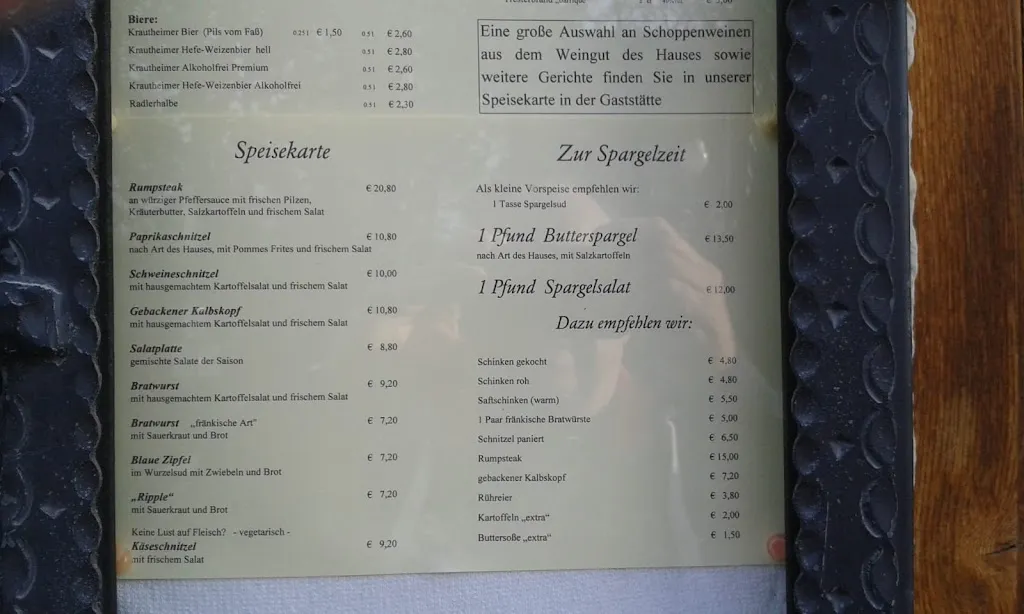 Biere:
Krautheimer Bier (Pils vom Faß) 0.25 l € 1,50 0.5 l € 2,60
Krautheimer Hefe-Weizenbier hell 0.5 l € 2,80
Krautheimer Alkoholfrei Premium 0.5 l € 2,60
Krautheimer Hefe-Weizenbier Alkoholfrei 0.5 l € 2,80
Radlerhalbe 0.5 l € 2,30
Eine große Auswahl an Schoppenweinen
aus dem Weingut des Hauses sowie
weitere Gerichte finden Sie in unserer
Speisekarte in der Gaststätte
Speisekarte
Rumpsteak € 20,80
an würziger Pfeffersauce mit frischen Pilzen,
Kräuterbutter, Salzkartoffeln und frischem Salat
Paprikaschnitzel € 10,80
nach Art des Hauses, mit Pommes Frites und frischem Salat
Schweineschnitzel € 10,00
mit hausgemachtem Kartoffelsalat und frischem Salat
Gebackener Kalbskopf € 10,80
mit hausgemachtem Kartoffelsalat und frischem Salat
Salatplatte € 8,80
gemischte Salate der Saison
Bratwurst € 9,20
mit hausgemachtem Kartoffelsalat und frischem Salat
Bratwurst „fränkische Art“ € 7,20
mit Sauerkraut und Brot
Blaue Zipfel € 7,20
im Wurzelsud mit Zwiebeln und Brot
„Ripple“ € 7,20
mit Sauerkraut und Brot
Keine Lust auf Fleisch? - vegetarisch -
Käseschnitzel € 9,20
mit frischem Salat
Zur Spargelzeit
Als kleine Vorspeise empfehlen wir:
1 Tasse Spargelsud € 2,00
1 Pfund Butterspargel € 13,50
nach Art des Hauses, mit Salzkartoffeln
1 Pfund Spargelsalat € 12,00
Dazu empfehlen wir:
Schinken gekocht € 4,80
Schinken roh € 4,80
Saftschinken (warm) € 5,50
1 Paar fränkische Bratwürste € 5,00
Schnitzel paniert € 6,50
Rumpsteak € 15,00
gebackener Kalbskopf € 7,20
Rühreier € 3,80
Kartoffeln „extra“ € 2,00
Buttersoße „extra“ € 1,50